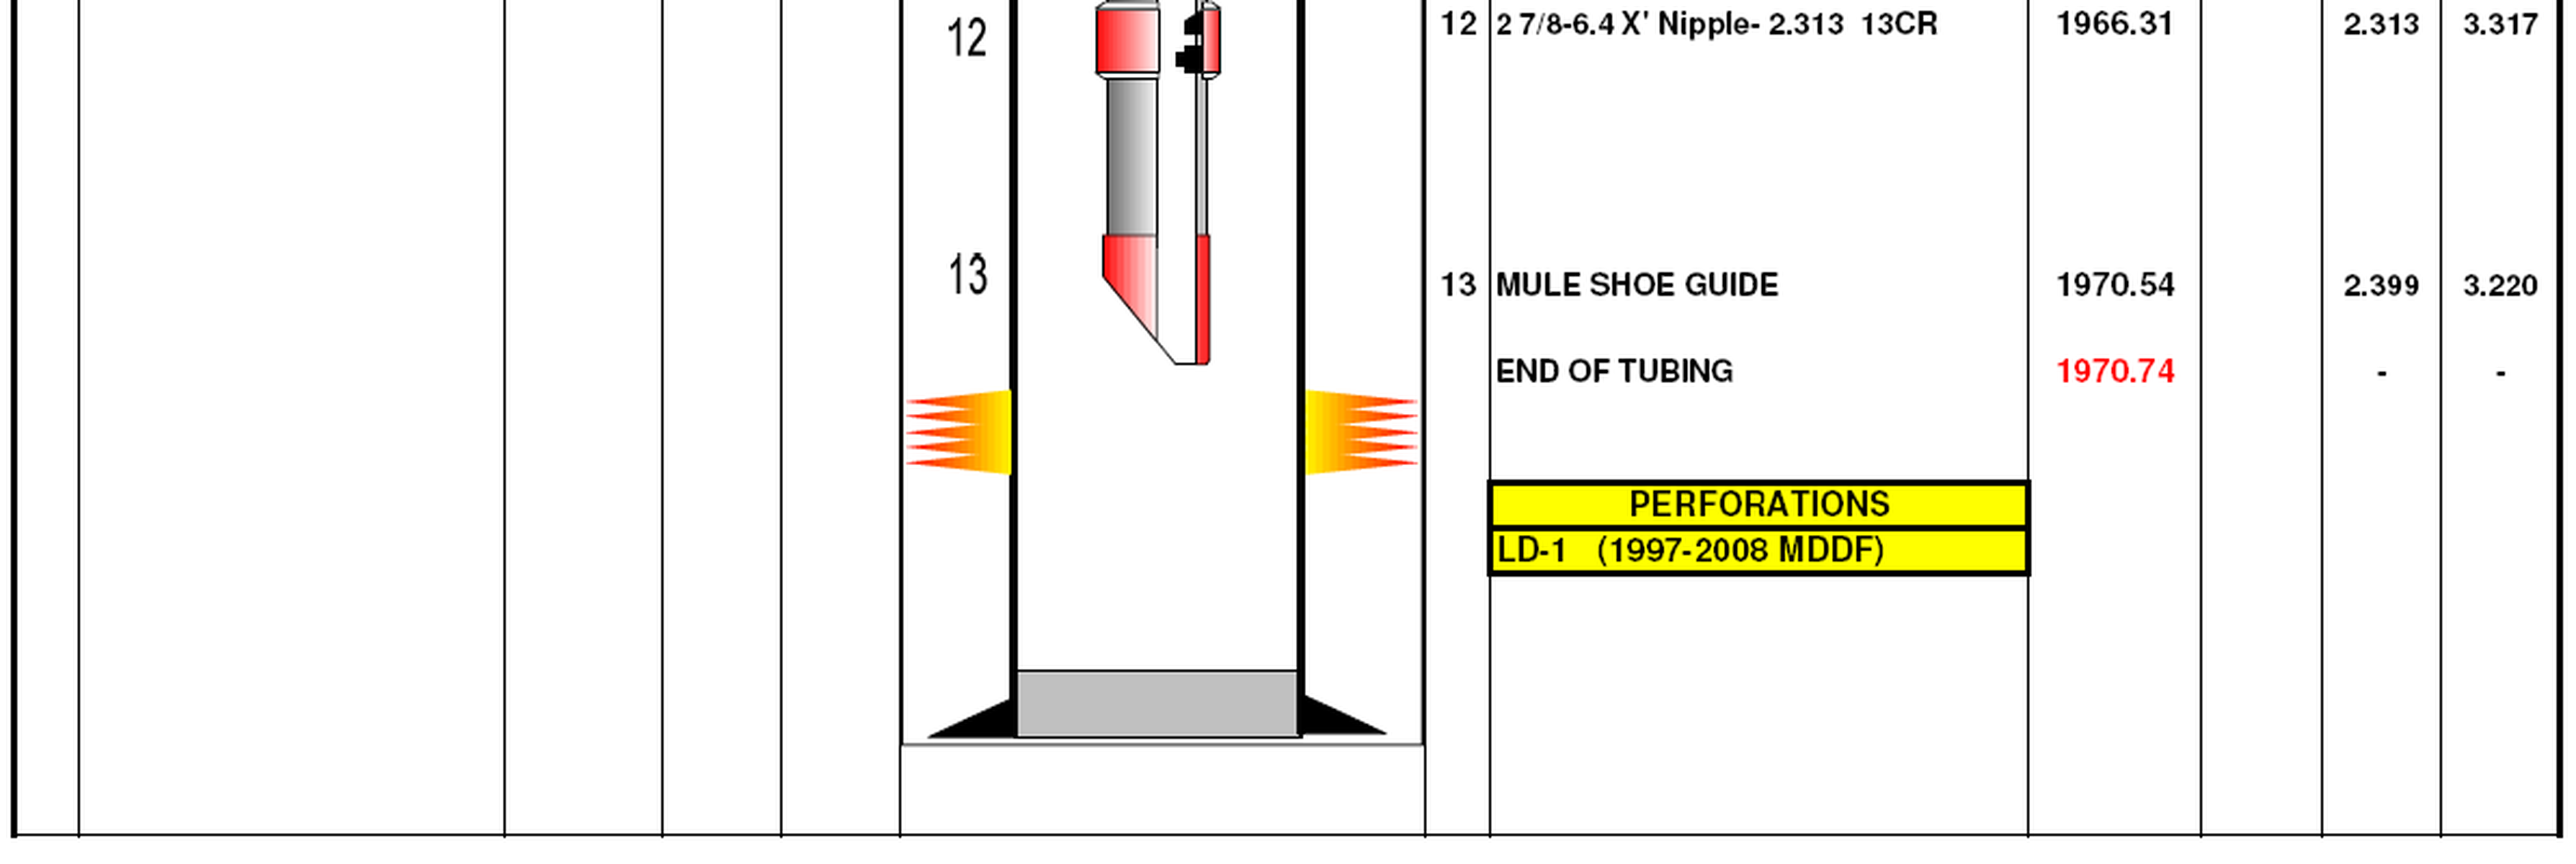 12 12 2 7/8-6.4 X' Nipple- 2.313 13CR 1966.31 2.313 3.317
13 13 MULE SHOE GUIDE 1970.54 2.399 3.220
END OF TUBING 1970.74 - -
PERFORATIONS
LD-1 (1997-2008 MDDF)